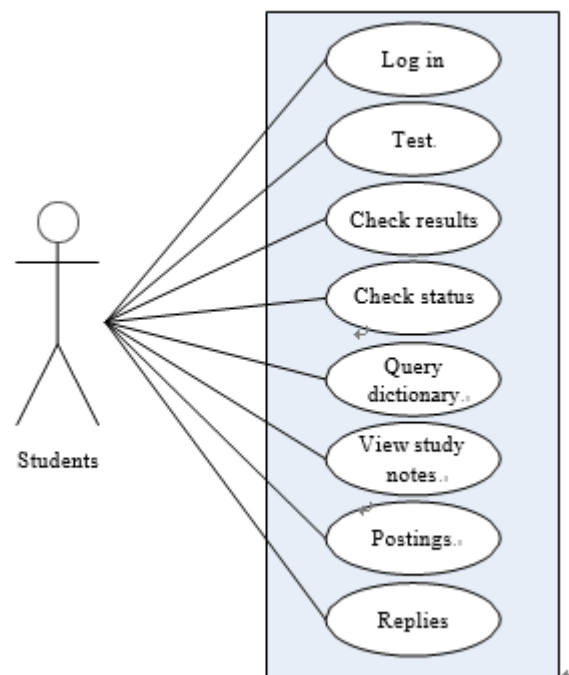 Log in
Test.
Check results
Check status
Query
dictionary.
View study
notes.
Postings.
Replies
Students